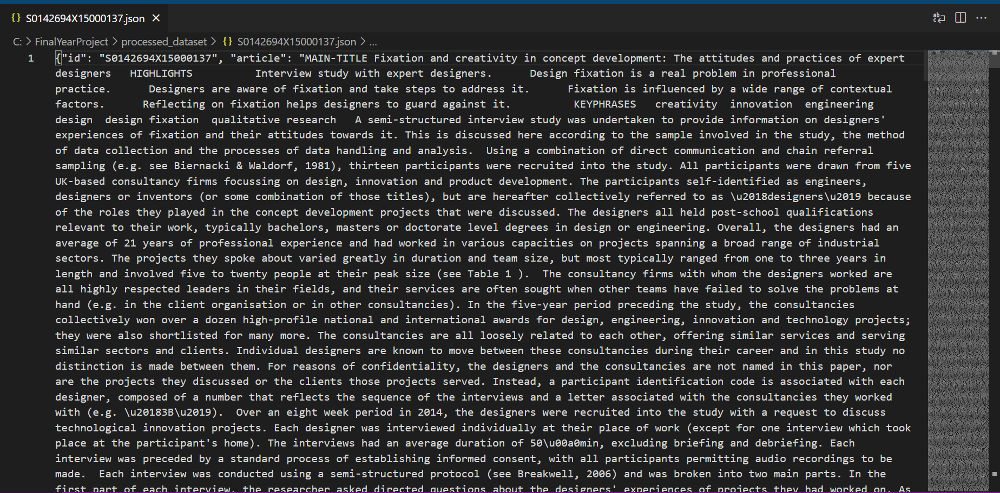 {} S0142694X15000137.json ×
C: > FinalYearProject > processed_dataset > {} S0142694X15000137.json > ...
1 {"id": "S0142694X15000137", "article": "MAIN-TITLE Fixation and creativity in concept development: The attitudes and practices of expert
designers   HIGHLIGHTS          Interview study with expert designers.      Design fixation is a real problem in professional
practice.      Designers are aware of fixation and take steps to address it.      Fixation is influenced by a wide range of contextual
factors.      Reflecting on fixation helps designers to guard against it.          KEYPHRASES   creativity  innovation  engineering
design  design fixation  qualitative research   A semi-structured interview study was undertaken to provide information on designers'
experiences of fixation and their attitudes towards it. This is discussed here according to the sample involved in the study, the method
of data collection and the processes of data handling and analysis.  Using a combination of direct communication and chain referral
sampling (e.g. see Biernacki & Waldorf, 1981), thirteen participants were recruited into the study. All participants were drawn from five
UK-based consultancy firms focussing on design, innovation and product development. The participants self-identified as engineers,
designers or inventors (or some combination of those titles), but are hereafter collectively referred to as \u2018designers\u2019 because
of the roles they played in the concept development projects that were discussed. The designers all held post-school qualifications
relevant to their work, typically bachelors, masters or doctorate level degrees in design or engineering. Overall, the designers had an
average of 21 years of professional experience and had worked in various capacities on projects spanning a broad range of industrial
sectors. The projects they spoke about varied greatly in duration and team size, but most typically ranged from one to three years in
length and involved five to twenty people at their peak size (see Table 1 ).  The consultancy firms with whom the designers worked are
all highly respected leaders in their fields, and their services are often sought when other teams have failed to solve the problems at
hand (e.g. in the client organisation or in other consultancies). In the five-year period preceding the study, the consultancies
collectively won over a dozen high-profile national and international awards for design, engineering, innovation and technology projects;
they were also shortlisted for many more. The consultancies are all loosely related to each other, offering similar services and serving
similar sectors and clients. Individual designers are known to move between these consultancies during their career and in this study no
distinction is made between them. For reasons of confidentiality, the designers and the consultancies are not named in this paper, nor
are the projects they discussed or the clients those projects served. Instead, a participant identification code is associated with each
designer, composed of a number that reflects the sequence of the interviews and a letter associated with the consultancies they worked
with (e.g. \u20183B\u2019).  Over an eight week period in 2014, the designers were recruited into the study with a request to discuss
technological innovation projects. Each designer was interviewed individually at their place of work (except for one interview which took
place at the participant's home). The interviews had an average duration of 50\u00a0min, excluding briefing and debriefing. Each
interview was preceded by a standard process of establishing informed consent, with all participants permitting audio recordings to be
made.  Each interview was conducted using a semi-structured protocol (see Breakwell, 2006) and was broken into two main parts. In the
first part of each interview, the researcher asked directed questions about the designers' experiences of projects they had worked on. As